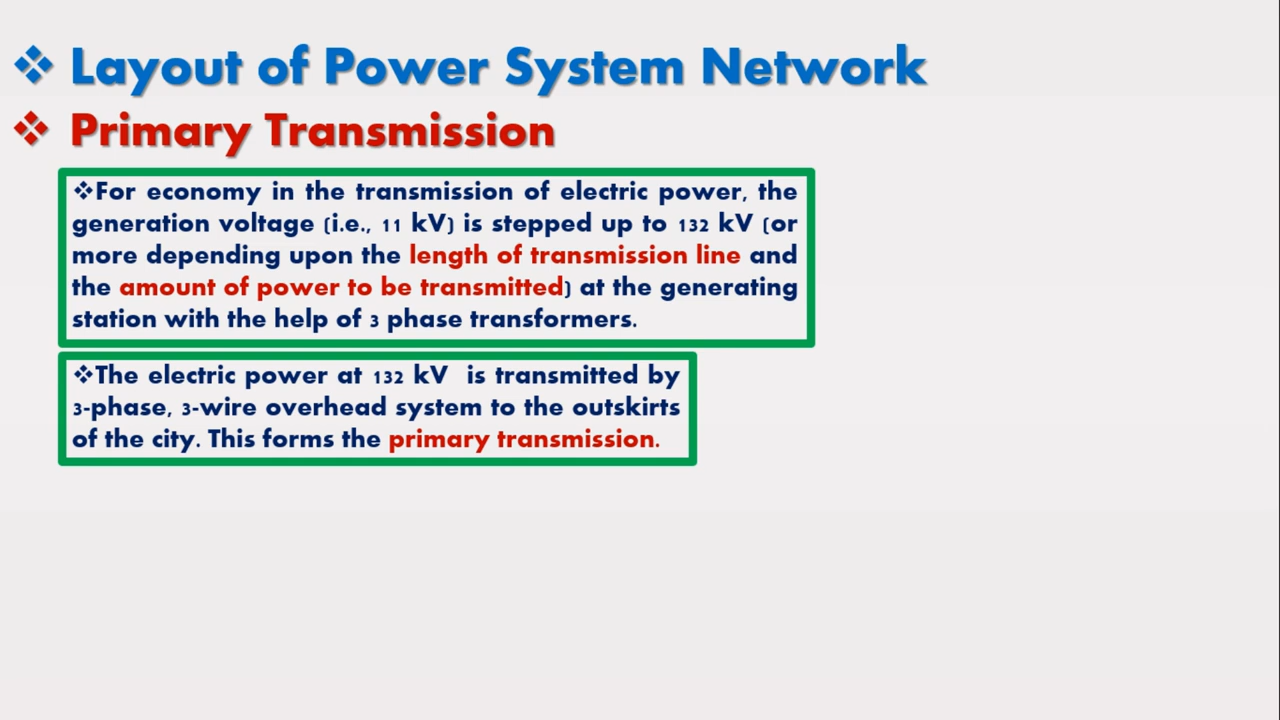 ❖ Layout of Power System Network
❖ Primary Transmission
❖For economy in the transmission of electric power, the
generation voltage (i.e., 11 kV) is stepped up to 132 kV (or
more depending upon the length of transmission line and
the amount of power to be transmitted) at the generating
station with the help of 3 phase transformers.
❖The electric power at 132 kV is transmitted by
3-phase, 3-wire overhead system to the outskirts
of the city. This forms the primary transmission.